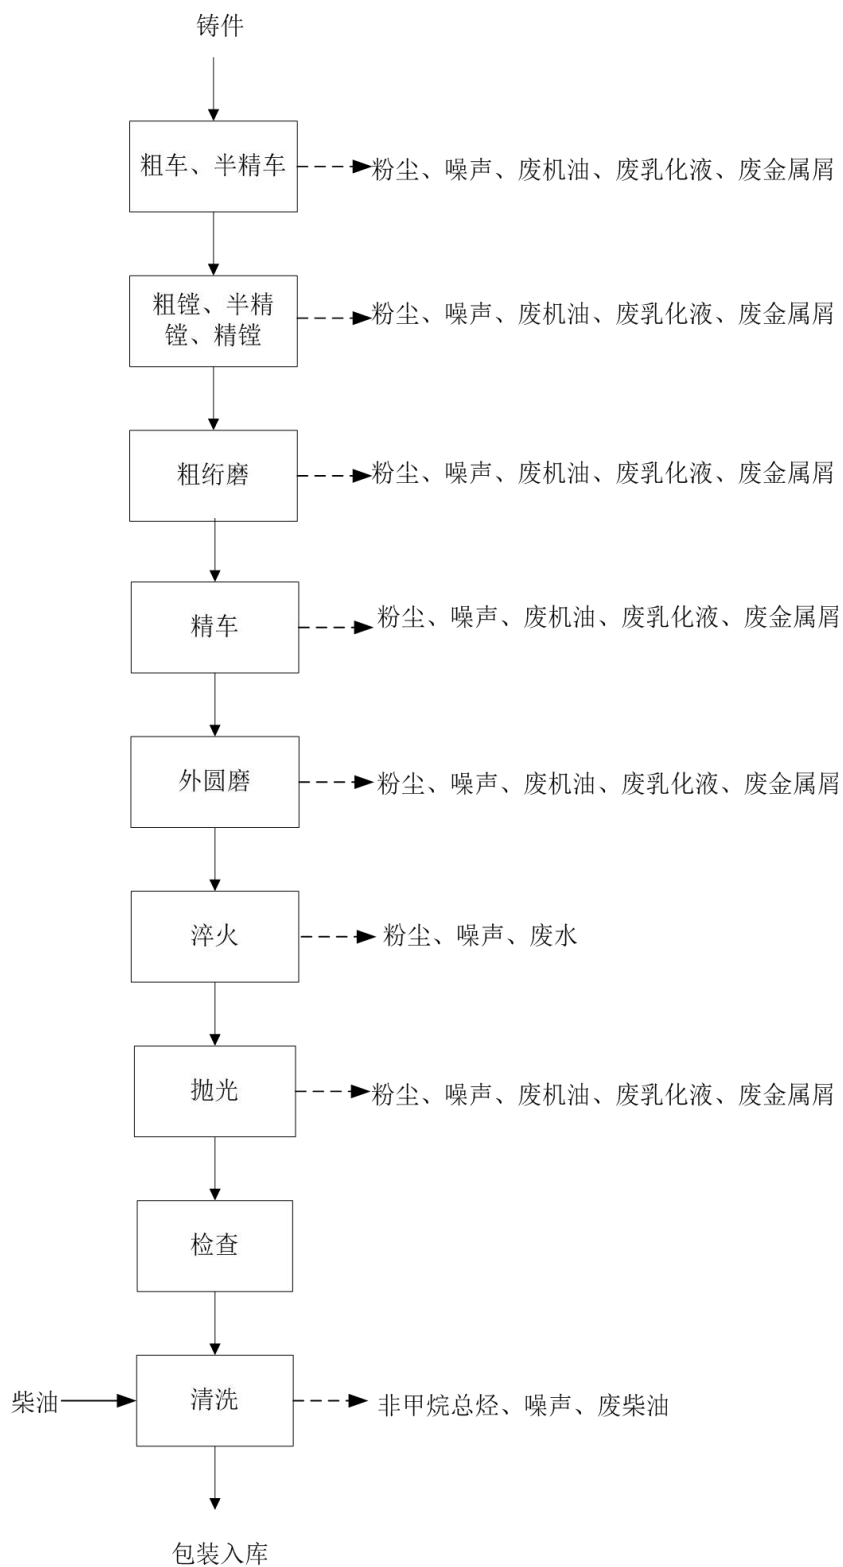 铸件
粗车、半精车
粉尘、噪声、废机油、废乳化液、废金属屑
粗镗、半精
镗、精镗
粉尘、噪声、废机油、废乳化液、废金属屑
粗绗磨
粉尘、噪声、废机油、废乳化液、废金属屑
精车
粉尘、噪声、废机油、废乳化液、废金属屑
外圆磨
粉尘、噪声、废机油、废乳化液、废金属屑
淬火
粉尘、噪声、废水
抛光
粉尘、噪声、废机油、废乳化液、废金属屑
检查
柴油
清洗
非甲烷总烃、噪声、废柴油
包装入库